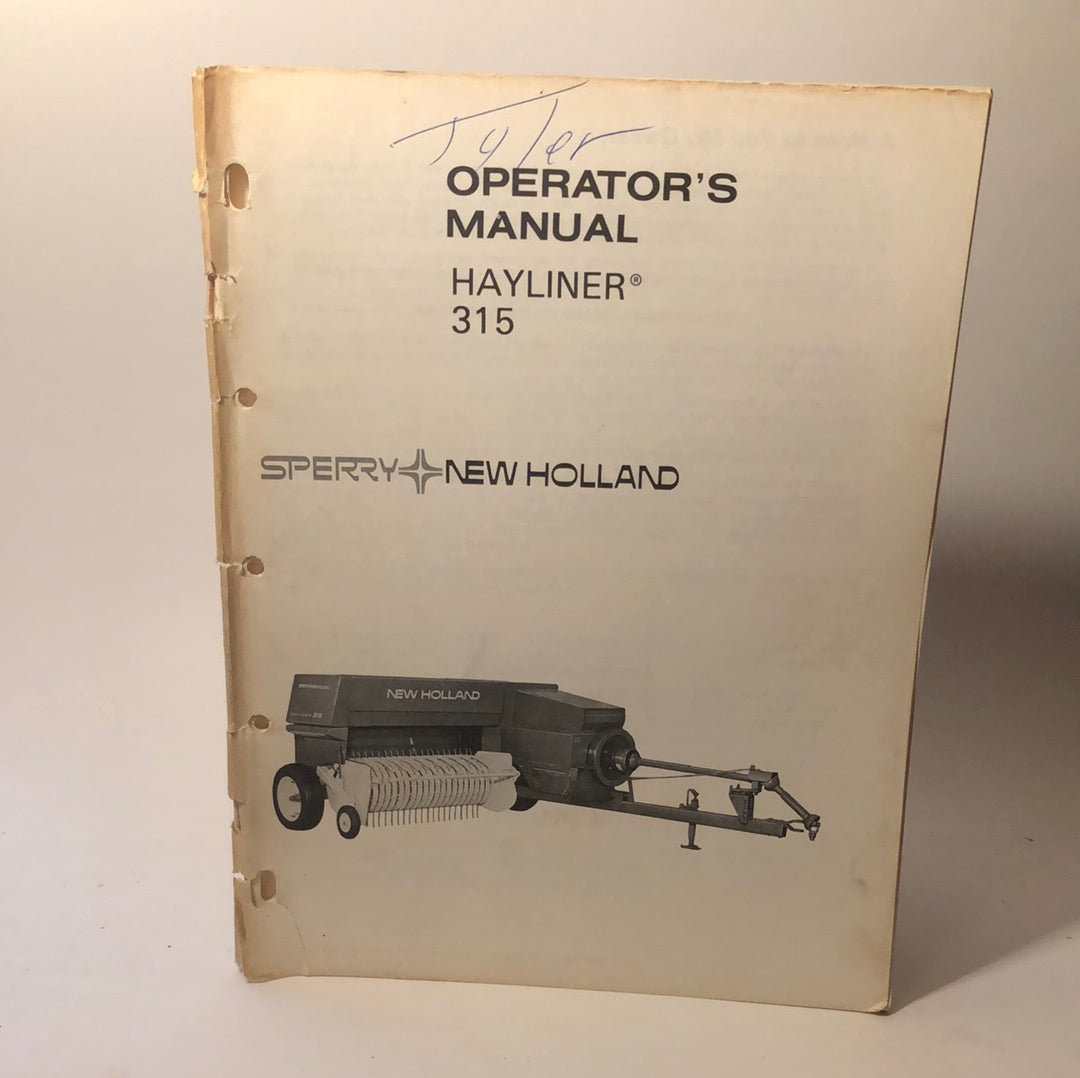 Tyler
OPERATOR'S
MANUAL
HAYLINER®
315
SPERRY NEW HOLLAND
NEW HOLLAND